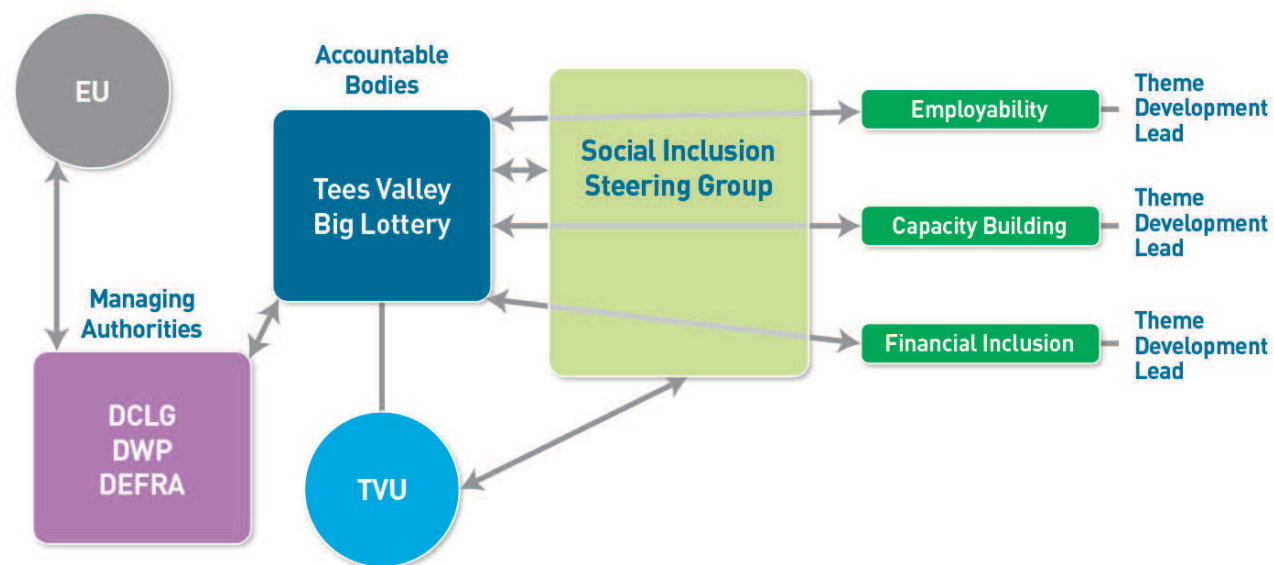 EU
Managing
Authorities
DCLG
DWP
DEFRA
Accountable
Bodies
Tees Valley
Big Lottery
TVU
Social Inclusion
Steering Group
Employability
Theme
Development
Lead
Capacity Building
Theme
Development
Lead
Financial Inclusion
Theme
Development
Lead